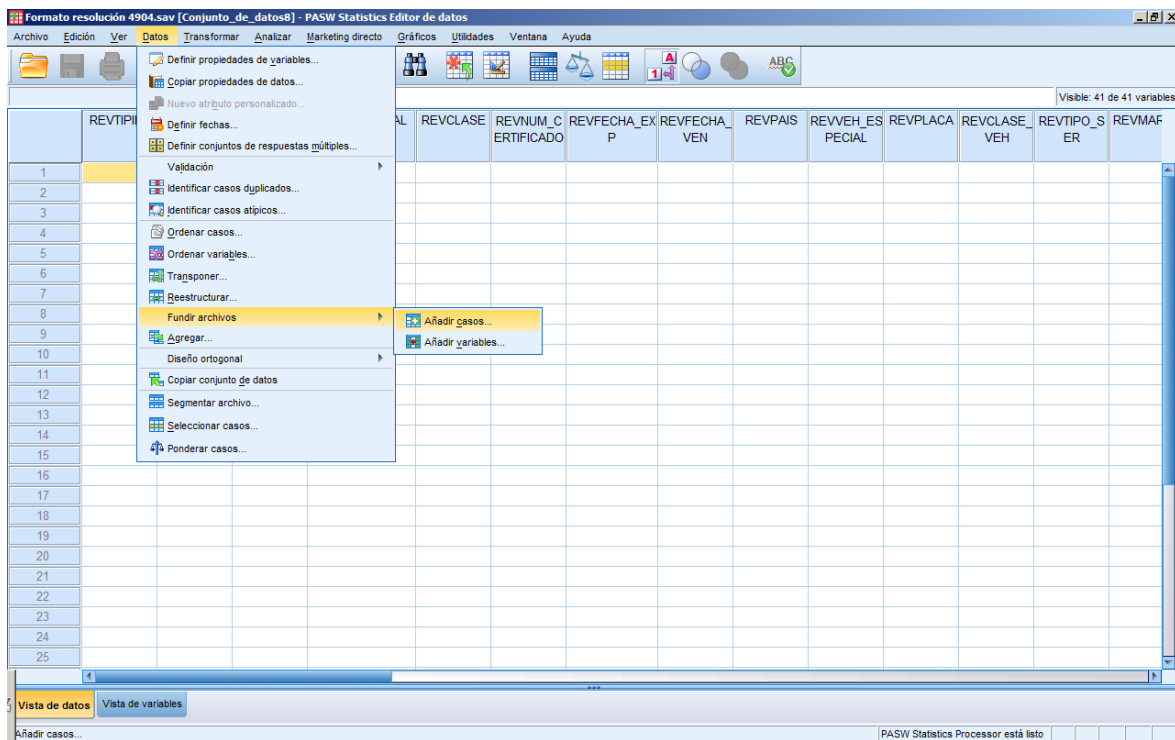 Formato resolución 4904.sav [Conjunto_de_datos8] - PASW Statistics Editor de datos
Archivo Edición Ver Datos Transformar Analizar Marketing directo Gráficos Utilidades Ventana Ayuda
Visible: 41 de 41 variables
Definir propiedades de variables...
Copiar propiedades de datos...
Nuevo atributo personalizado...
Definir fechas...
Definir conjuntos de respuestas múltiples...
Validación
Identificar casos duplicados...
Identificar casos atípicos...
Ordenar casos...
Ordenar variables...
Transponer...
Reestructurar...
Fundir archivos
Agregar...
Diseño ortogonal
Copiar conjunto de datos
Segmentar archivo...
Seleccionar casos...
Ponderar casos...
Añadir casos...
Añadir variables...
REVTIPI AL REVCLASE REVNUM_C REVFECHA_EX REVFECHA_ REVPAIS REVVEH_ES REVPLACA REVCLASE_ REVTIPO_S REVMAR
ERTIFICADO P VEN PECIAL VEH ER
1
2
3
4
5
6
7
8
9
10
11
12
13
14
15
16
17
18
19
20
21
22
23
24
25
Vista de datos Vista de variables
Añadir casos... PASW Statistics Processor está listo